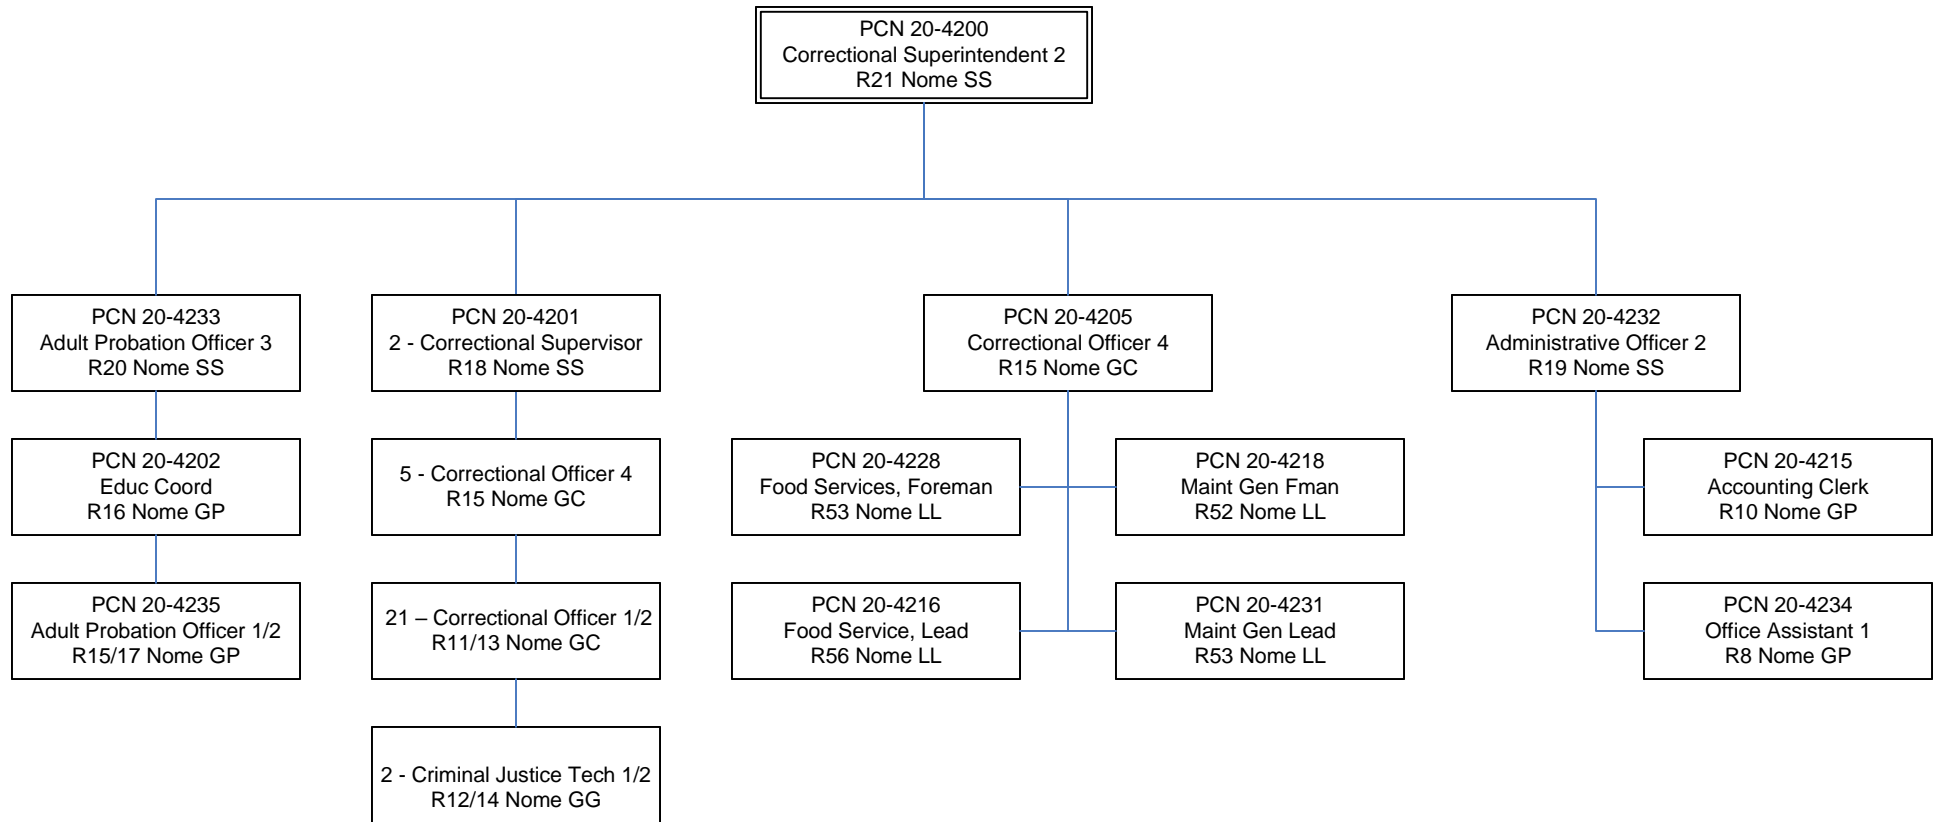 PCN 20-4200
Correctional Superintendent 2
R21 Nome SS
PCN 20-4233
Adult Probation Officer 3
R20 Nome SS
PCN 20-4201
2 - Correctional Supervisor
R18 Nome SS
PCN 20-4205
Correctional Officer 4
R15 Nome GC
PCN 20-4232
Administrative Officer 2
R19 Nome SS
PCN 20-4202
Educ Coord
R16 Nome GP
5 - Correctional Officer 4
R15 Nome GC
PCN 20-4228
Food Services, Foreman
R53 Nome LL
PCN 20-4218
Maint Gen Fman
R52 Nome LL
PCN 20-4215
Accounting Clerk
R10 Nome GP
PCN 20-4235
Adult Probation Officer 1/2
R15/17 Nome GP
21 – Correctional Officer 1/2
R11/13 Nome GC
PCN 20-4216
Food Service, Lead
R56 Nome LL
PCN 20-4231
Maint Gen Lead
R53 Nome LL
PCN 20-4234
Office Assistant 1
R8 Nome GP
2 - Criminal Justice Tech 1/2
R12/14 Nome GG